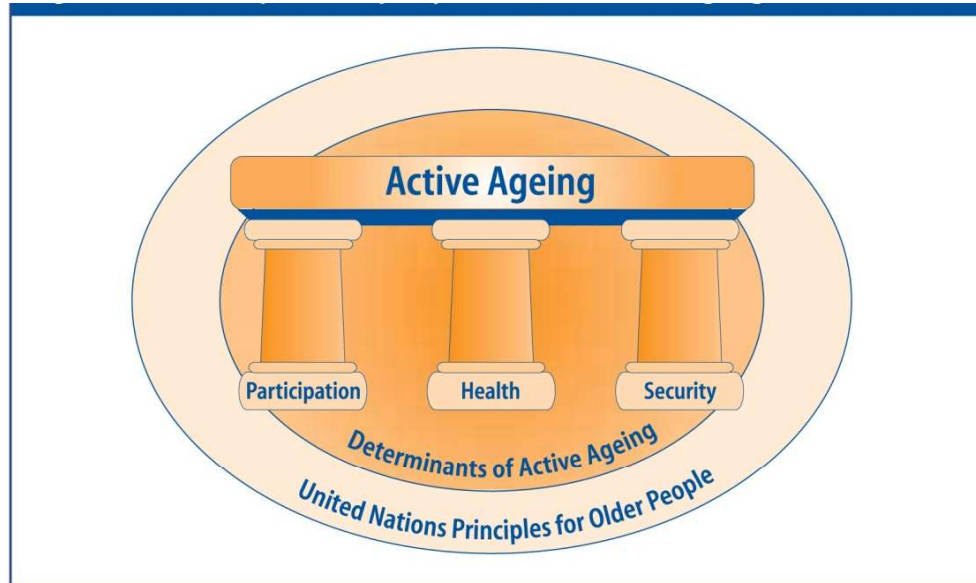 Active Ageing
Participation
Health
Security
Determinants of Active Ageing
United Nations Principles for Older People